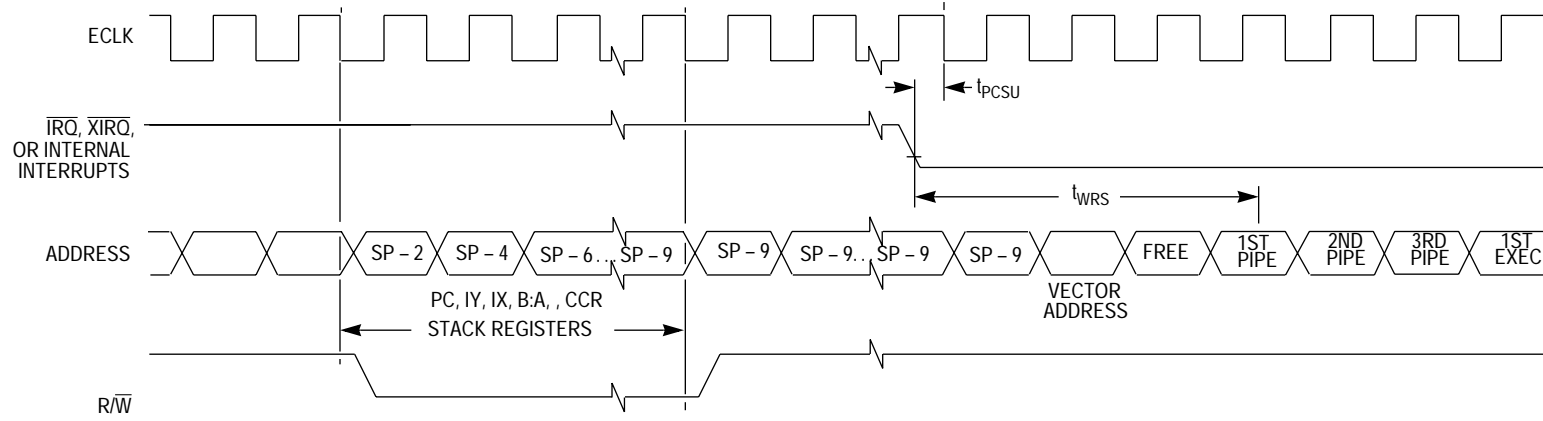 ECLK
tPCSU
IRQ, XIRQ,
OR INTERNAL
INTERRUPTS
tWRS
ADDRESS
SP – 2
SP – 4
SP – 6 . . . SP – 9
SP – 9
SP – 9 . . . SP – 9
SP – 9
FREE
1ST
PIPE
2ND
PIPE
3RD
PIPE
1ST
EXEC
VECTOR
ADDRESS
PC, IY, IX, B:A, , CCR
STACK REGISTERS
R/W